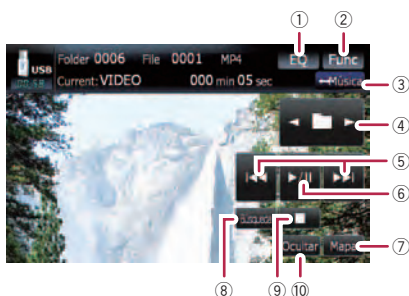 ① ②
USB Folder 0006 File 0001 MP4 EQ Func
Current: VIDEO 000 min 05 sec Música ③
④
⑤
⑥
⑧ Búsqueda
Ocultar Mapa ⑦
⑨ ⑩